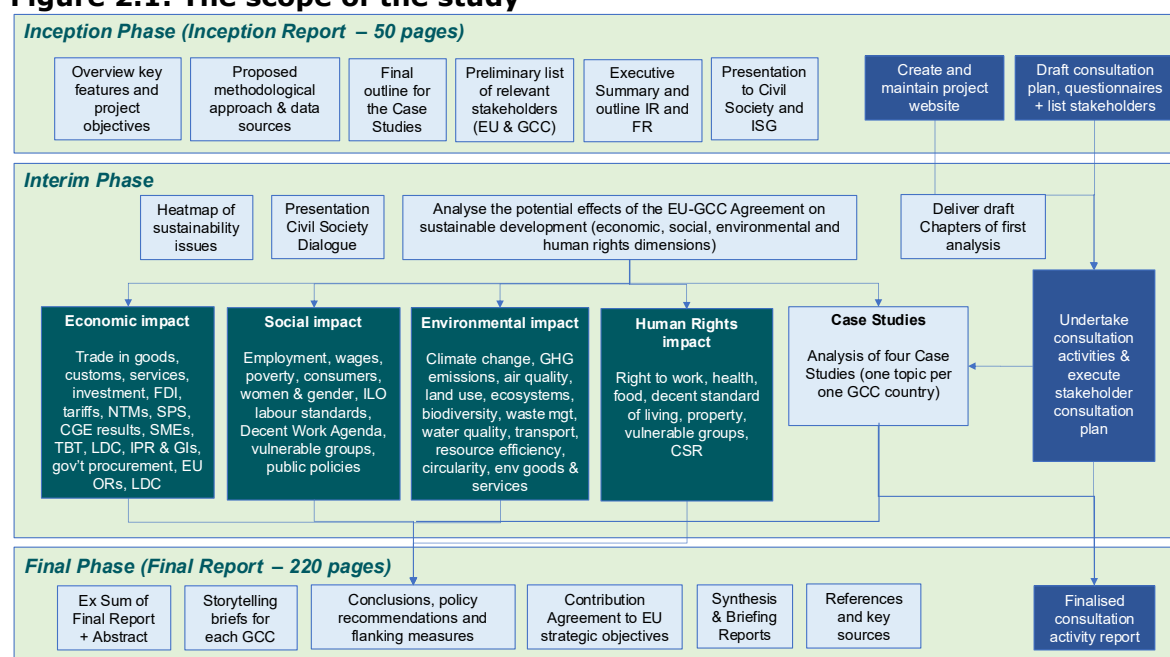 Figure 2.1: The scope of the study
Inception Phase (Inception Report – 50 pages)
Overview key
features and
project
objectives
Proposed
methodological
approach & data
sources
Final
outline for
the Case
Studies
Preliminary list
of relevant
stakeholders
(EU & GCC)
Executive
Summary and
outline IR and
FR
Presentation
to Civil
Society and
ISG
Create and
maintain project
website
Draft consultation
plan, questionnaires
+ list stakeholders
Interim Phase
Heatmap of
sustainability
issues
Presentation
Civil Society
Dialogue
Analyse the potential effects of the EU-GCC Agreement on
sustainable development (economic, social, environmental and
human rights dimensions)
Deliver draft
Chapters of first
analysis
Economic impact
Trade in goods,
customs, services,
investment, FDI,
tariffs, NTMs, SPS,
CGE results, SMEs,
TBT, LDC, IPR & GIs,
gov't procurement, EU
ORs, LDC
Social impact
Employment, wages,
poverty, consumers,
women & gender, ILO
labour standards,
Decent Work Agenda,
vulnerable groups,
public policies
Environmental impact
Climate change, GHG
emissions, air quality,
land use, ecosystems,
biodiversity, waste mgt,
water quality, transport,
resource efficiency,
circularity, env goods &
services
Human Rights
impact
Right to work, health,
food, decent standard
of living, property,
vulnerable groups,
CSR
Case Studies
Analysis of four Case
Studies (one topic per
one GCC country)
Undertake
consultation
activities &
execute
stakeholder
consultation
plan
Final Phase (Final Report – 220 pages)
Ex Sum of
Final Report
+ Abstract
Storytelling
briefs for
each GCC
Conclusions, policy
recommendations and
flanking measures
Contribution
Agreement to EU
strategic objectives
Synthesis
& Briefing
Reports
References
and key
sources
Finalised
consultation
activity report